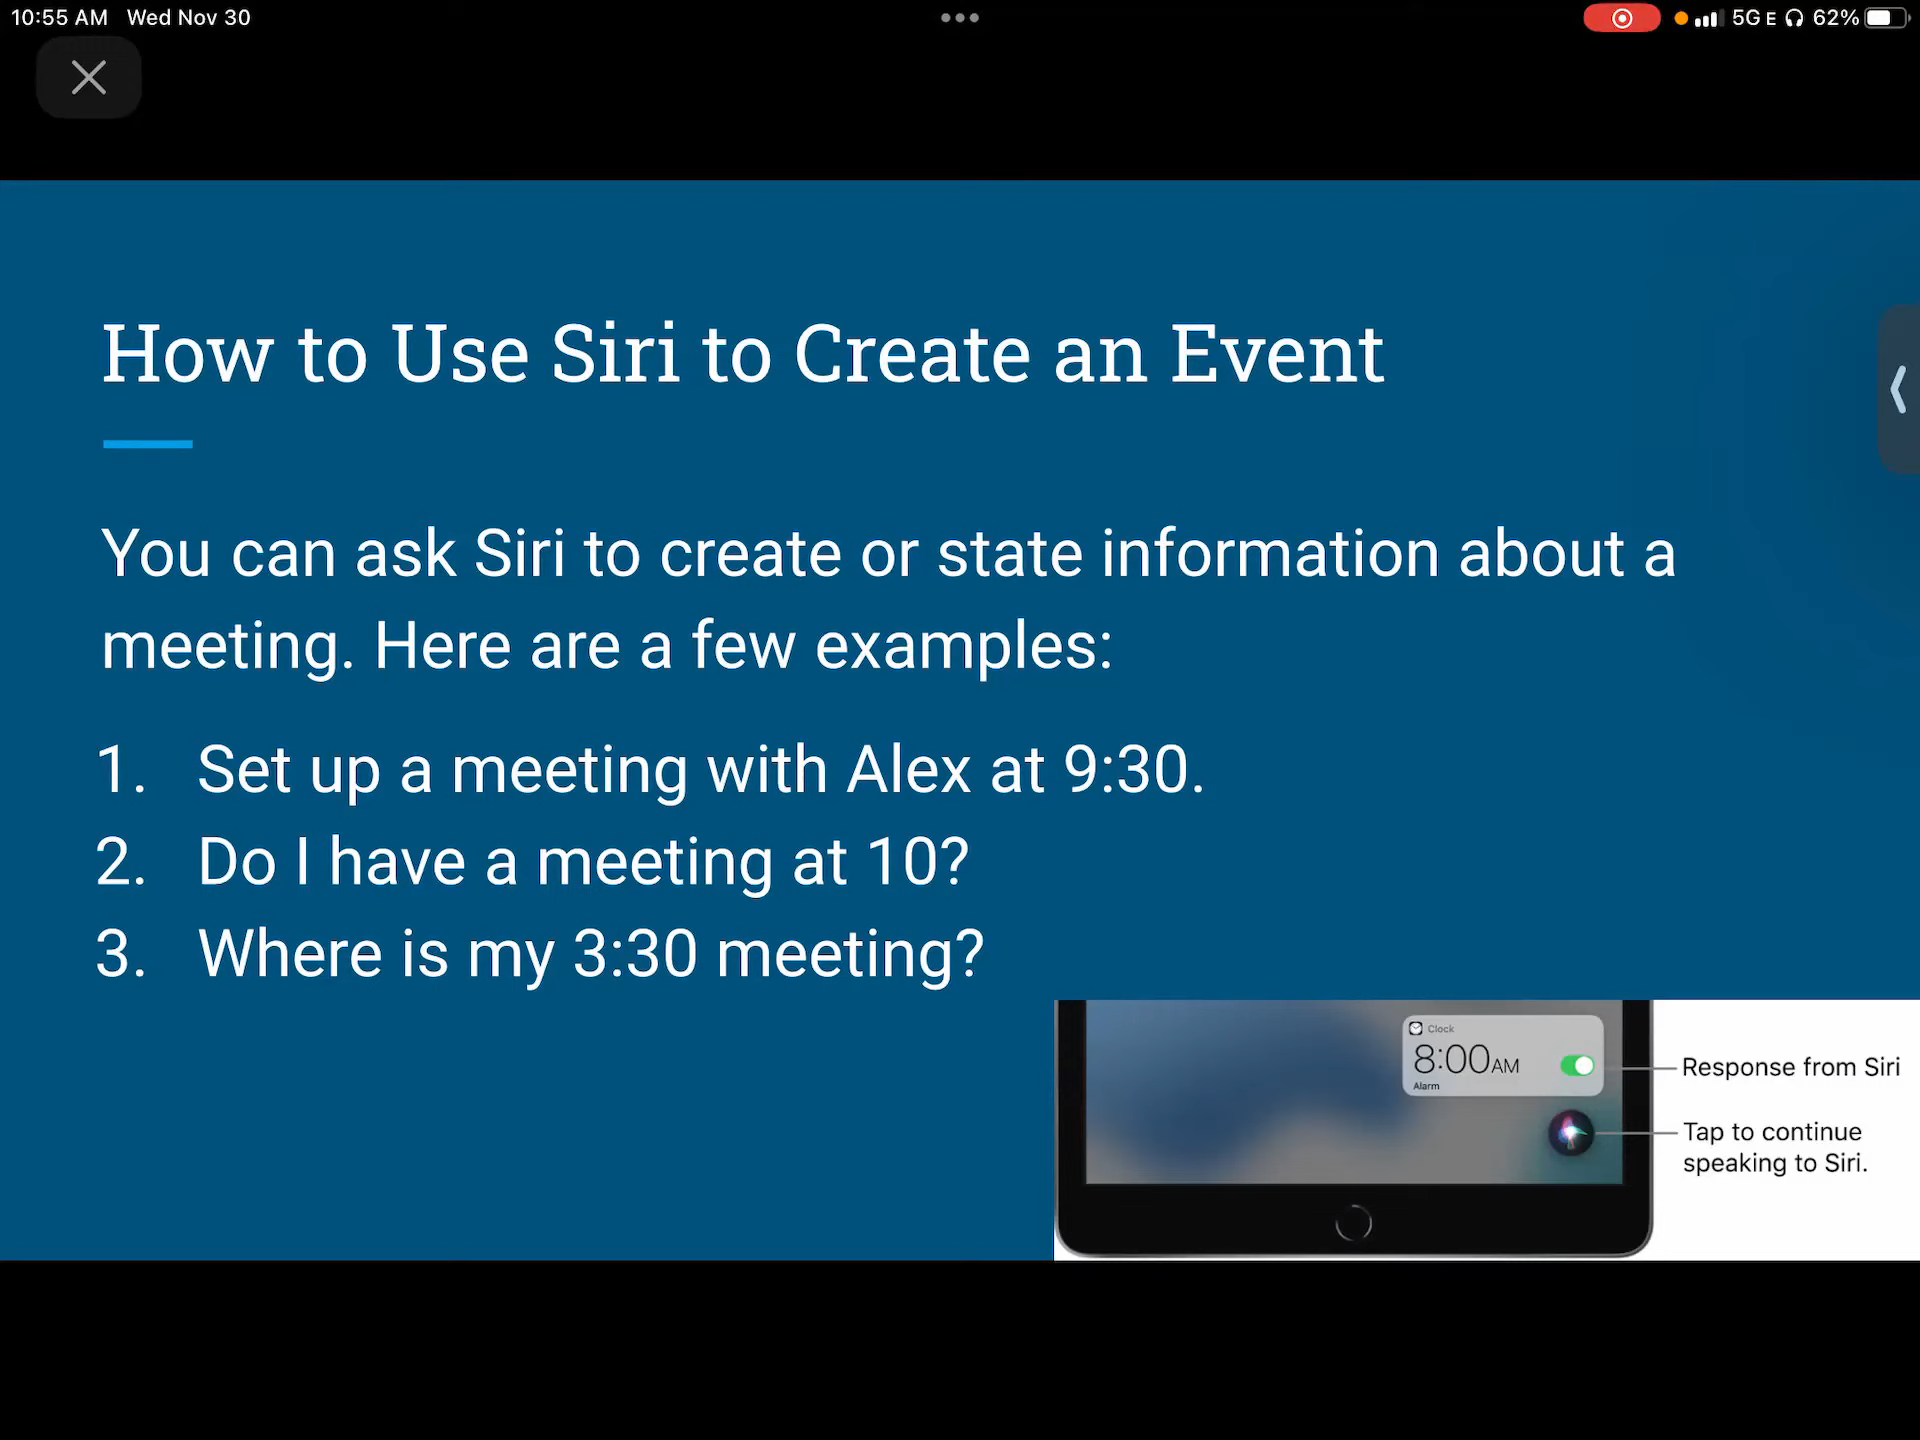 10:55 AM Wed Nov 30
5G E 62%
How to Use Siri to Create an Event
You can ask Siri to create or state information about a
meeting. Here are a few examples:
1. Set up a meeting with Alex at 9:30.
2. Do I have a meeting at 10?
3. Where is my 3:30 meeting?
Clock
8:00AM
Alarm
Response from Siri
Tap to continue
speaking to Siri.